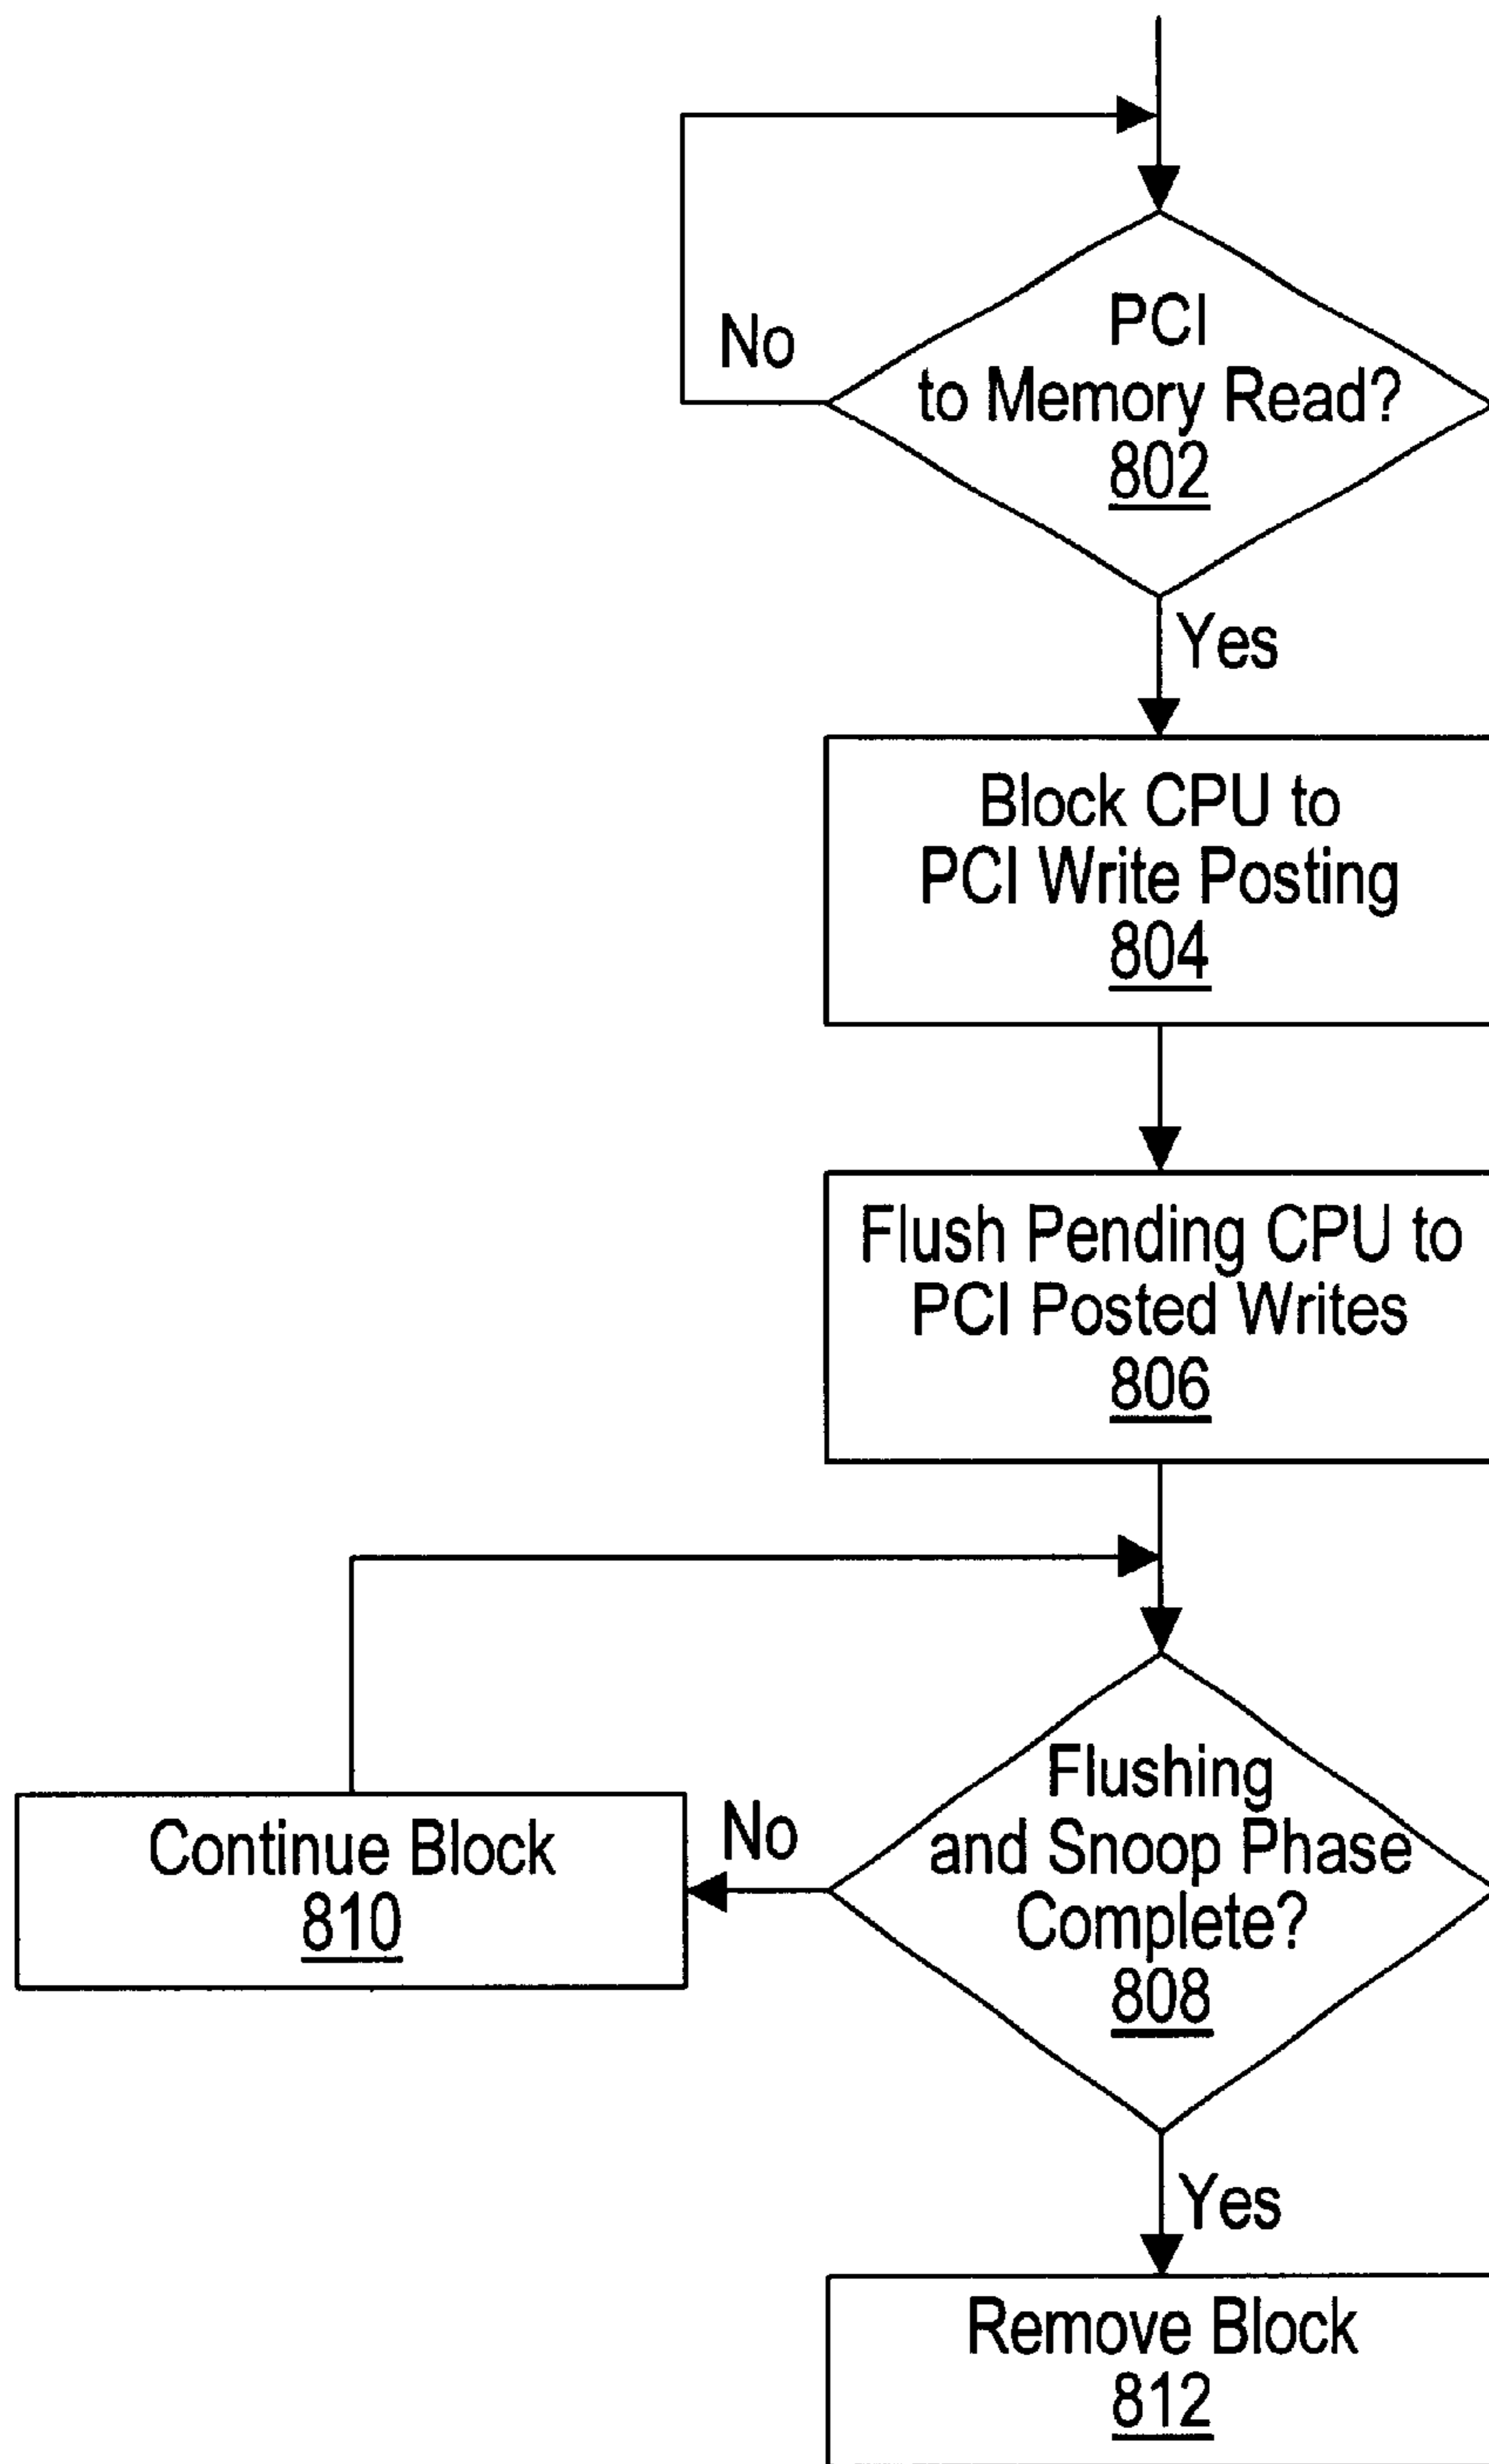 PCI
to Memory Read?
802
No
Yes
Block CPU to
PCI Write Posting
804
Flush Pending CPU to
PCI Posted Writes
806
Flushing
and Snoop Phase
Complete?
808
No
Continue Block
810
Yes
Remove Block
812